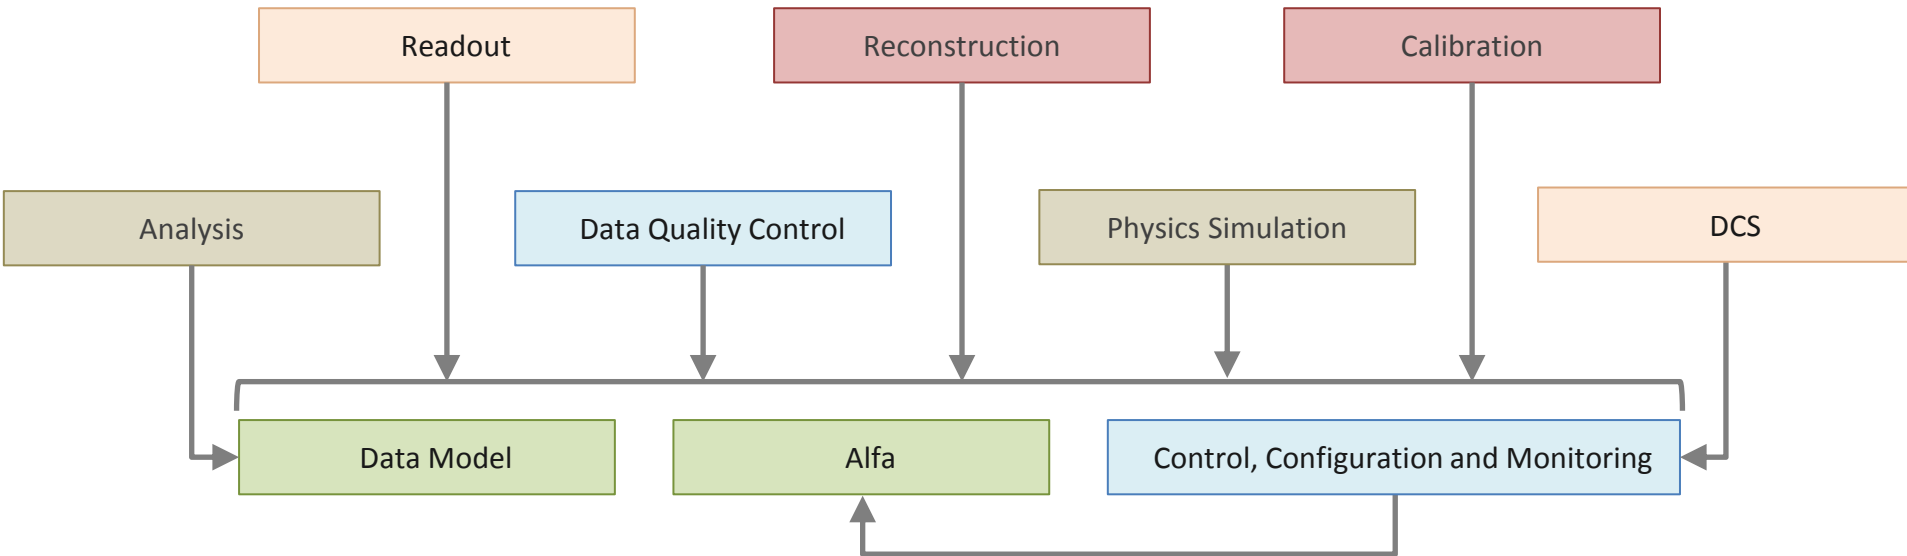 Readout
Reconstruction
Calibration
Analysis
Data Quality Control
Physics Simulation
DCS
Data Model
Alfa
Control, Configuration and Monitoring